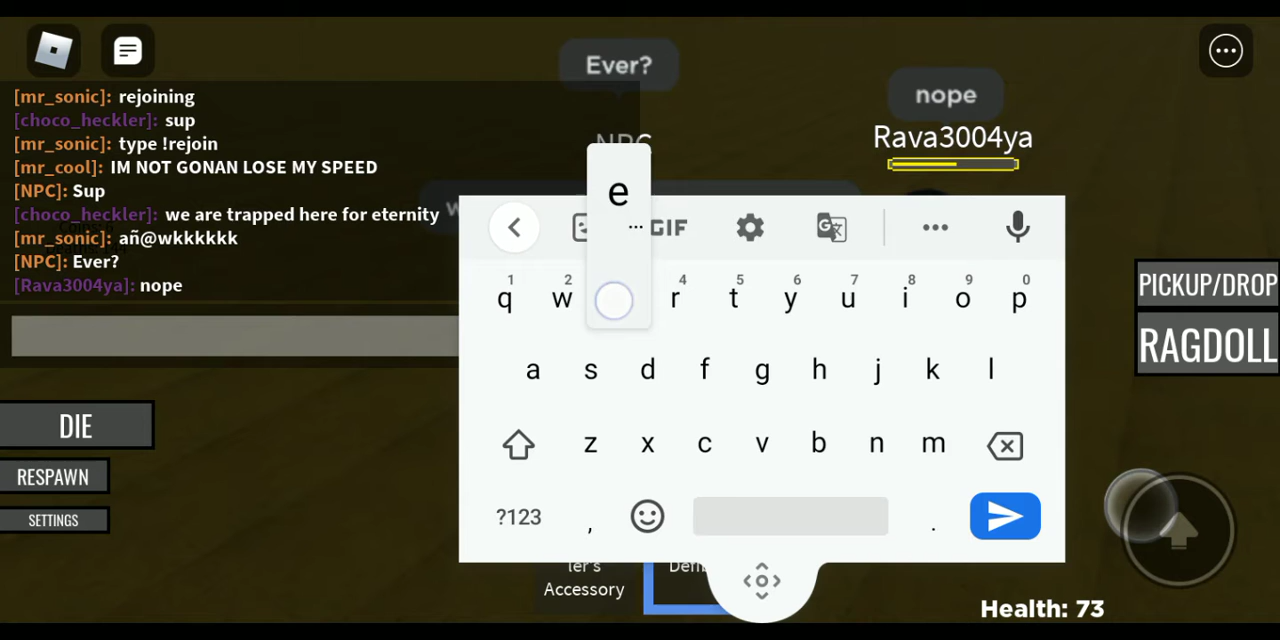 Ever?
nope
[mr_sonic]: rejoining
[choco_heckler]: sup
[mr_sonic]: type !rejoin
[mr_cool]: IM NOT GONAN LOSE MY SPEED
[NPC]: Sup
[choco_heckler]: we are trapped here for eternity
[mr_sonic]: añ@wkkkkkk
[NPC]: Ever?
[Rava3004ya]: nope
NPC
Rava3004ya
e
GIF
1 2 4 5 6 7 8 9 0
q w r t y u i o p
a s d f g h j k l
z x c v b n m
?123 , .
PICKUP/DROP
RAGDOLL
DIE
RESPAWN
SETTINGS
ler's
Accessory
Health: 73